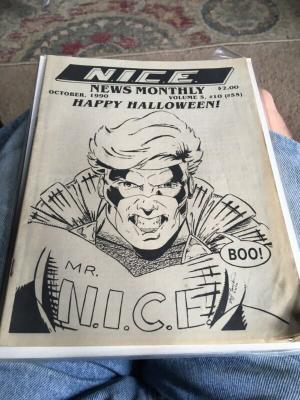 N.I.C.E.
NEWS MONTHLY
$2.00
OCTOBER, 1990
VOLUME 5, #10 (#55)
HAPPY HALLOWEEN!
BOO!
MR.
N.I.C.E.